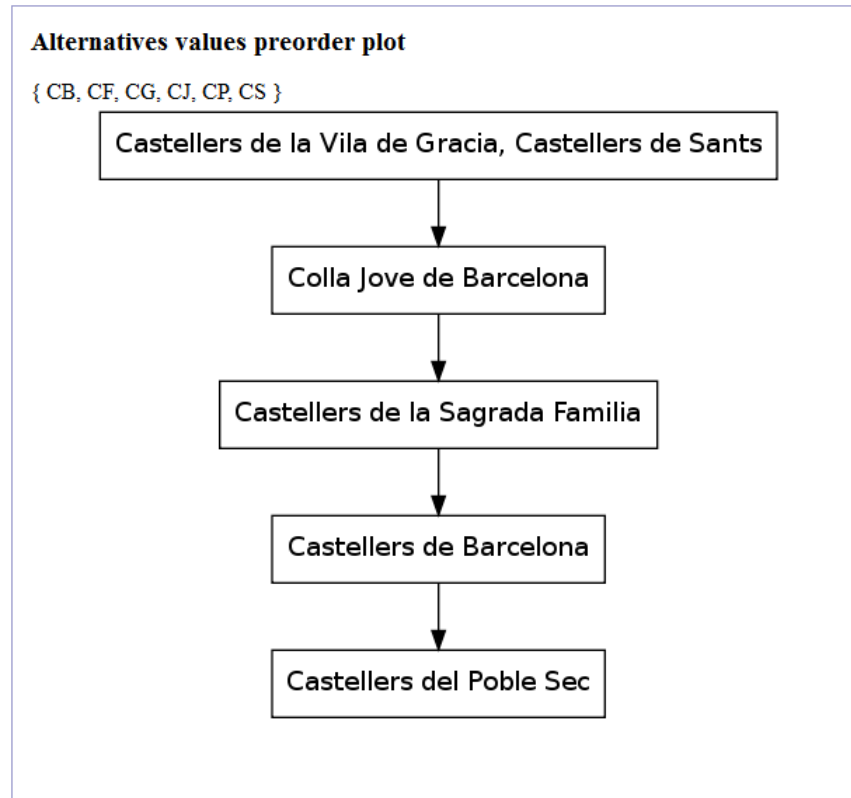 Alternatives values preorder plot
{ CB, CF, CG, CJ, CP, CS }
Castellers de la Vila de Gracia, Castellers de Sants
Colla Jove de Barcelona
Castellers de la Sagrada Familia
Castellers de Barcelona
Castellers del Poble Sec